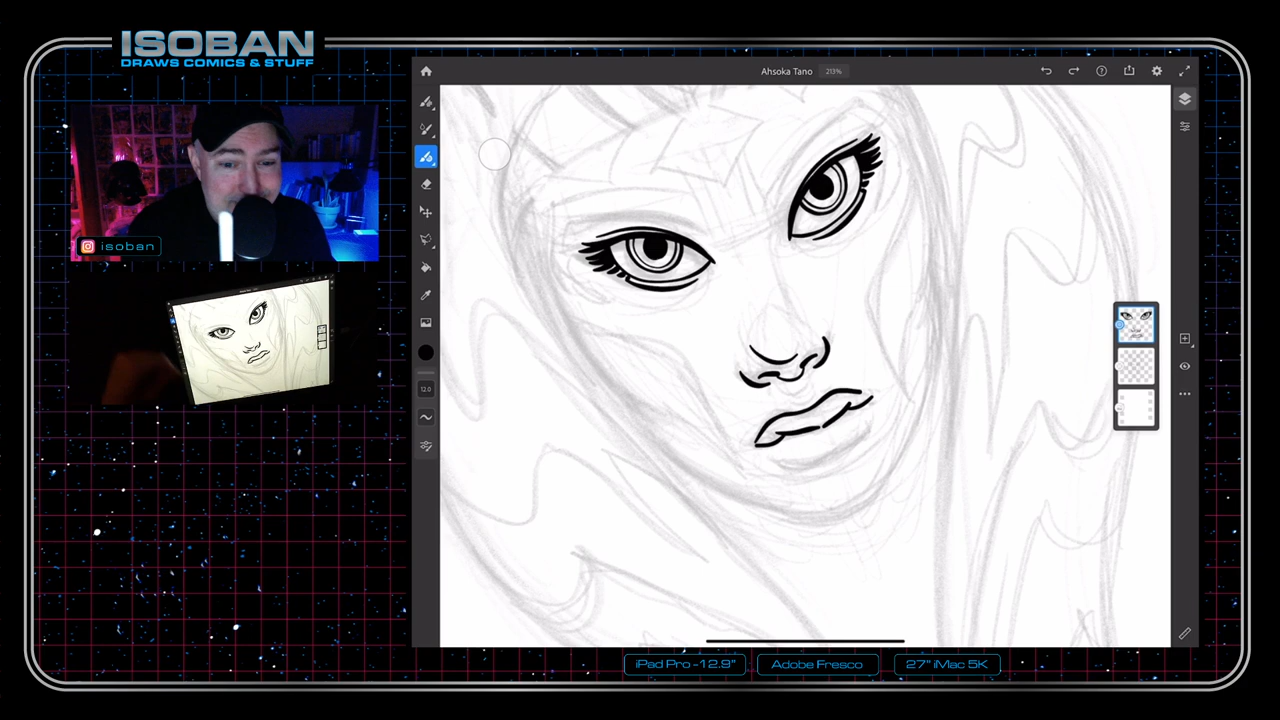 ISOBAN
DRAWS COMICS & STUFF
Ahsoka Tano
213%
isoban
12.0
iPad Pro -12.9"
Adobe Fresco
27" iMac 5K